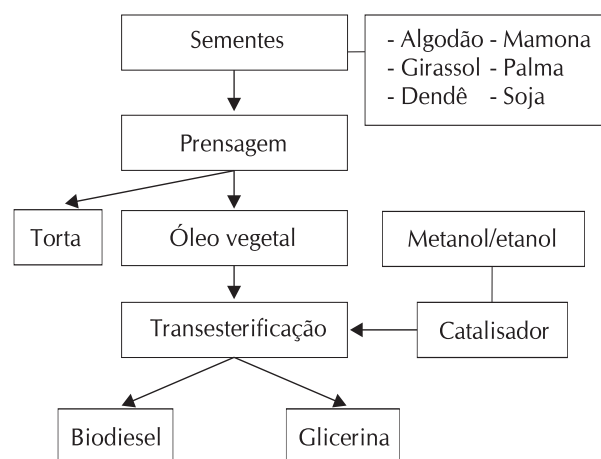 Sementes
- Algodão - Mamona
- Girassol - Palma
- Dendê - Soja
Prensagem
Torta
Óleo vegetal
Metanol/etanol
Transesterificação
Catalisador
Biodiesel
Glicerina